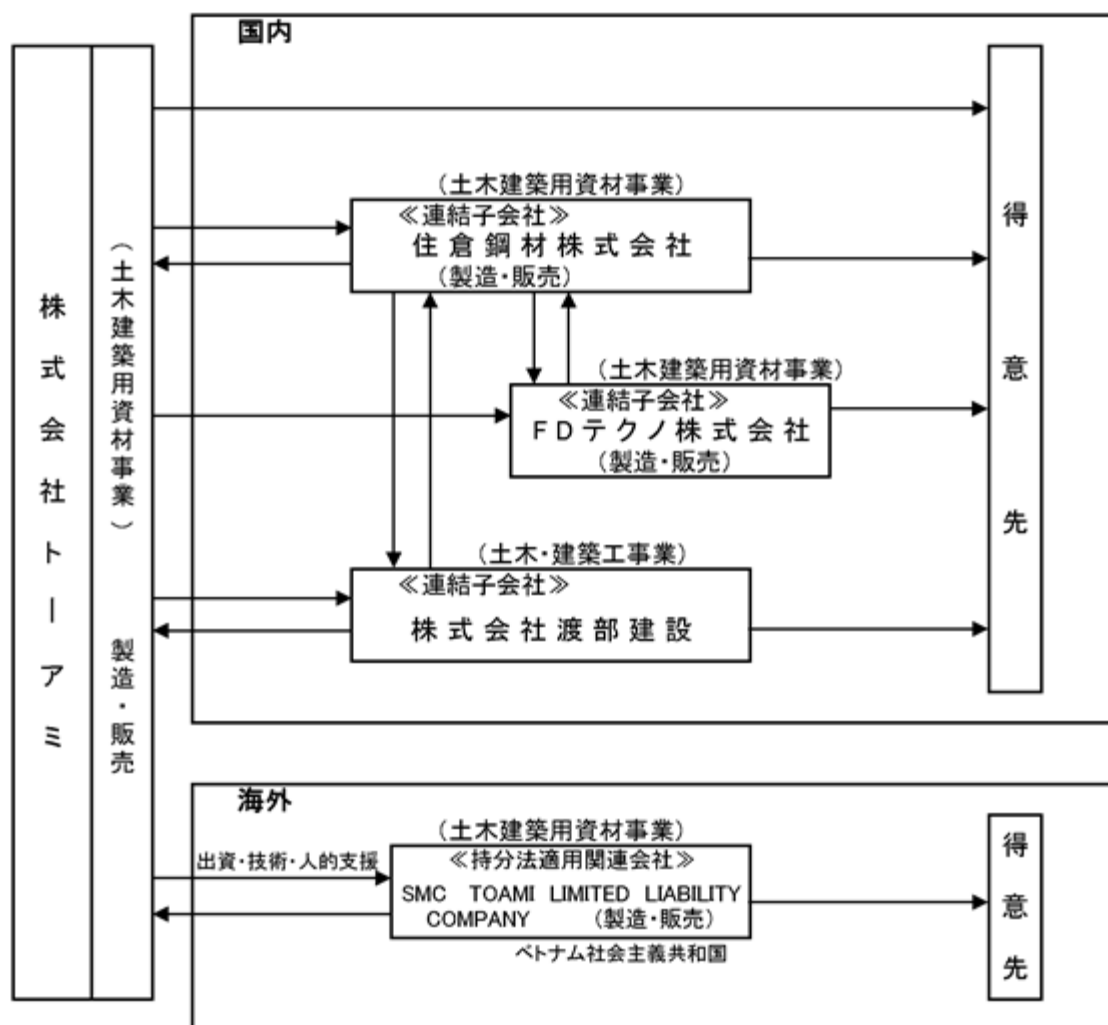 国内
株式会社トーアミ
（土木建築用資材事業） 製造・販売
（土木建築用資材事業）
≪連結子会社≫
住倉鋼材株式会社
（製造・販売）
（土木建築用資材事業）
≪連結子会社≫
ＦＤテクノ株式会社
（製造・販売）
（土木・建築工事業）
≪連結子会社≫
株式会社渡部建設
得意先
海外
出資・技術・人的支援
（土木建築用資材事業）
≪持分法適用関連会社≫
SMC TOAMI LIMITED LIABILITY
COMPANY （製造・販売）
ベトナム社会主義共和国
得意先